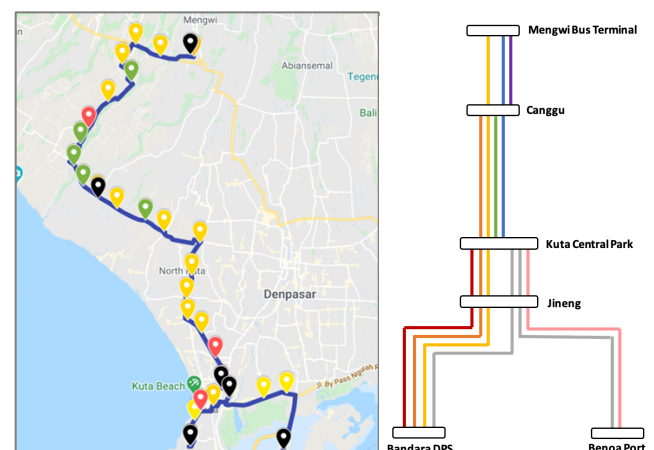 Mengwi
an
Abiansemal
Tegen
Bali
North Kuta
Denpasar
Kuta Beach
Jl. By Pass Ngurah R
Mengwi Bus Terminal
Canggu
Kuta Central Park
Jineng
Bandara DPS
Benoa Port